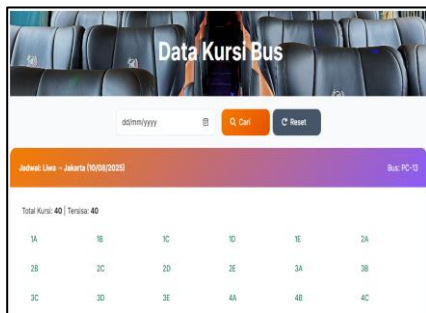 Data Kursi Bus
dd/mm/yyyy Cari Reset
Jadwal: Liwa – Jakarta (10/08/2025) Bus: PC-13
Total Kursi: 40 | Tersisa: 40
1A 1B 1C 1D 1E 2A
2B 2C 2D 2E 3A 3B
3C 3D 3E 4A 4B 4C